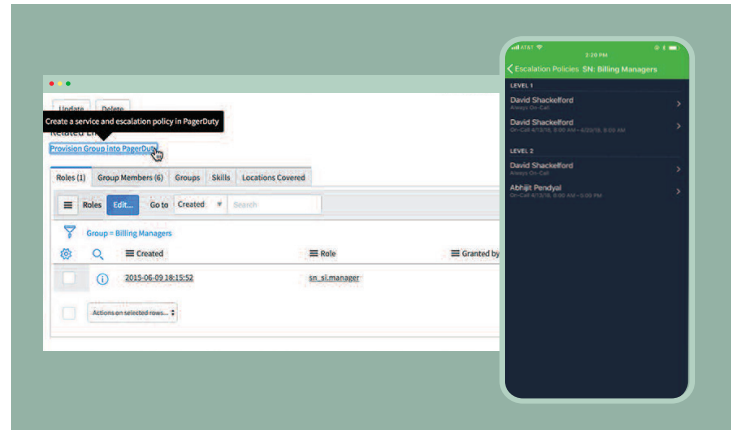 Update Delete
Create a service and escalation policy in PagerDuty
Related
Provision Group into PagerDuty
Roles (1) Group Members (6) Groups Skills Locations Covered
Roles Edit... Go to Created Search
Group = Billing Managers
Created Role Granted by
2015-06-09 18:15:52 sn_si.manager
Actions on selected rows...
AT&T
2:20 PM
Escalation Policies SN: Billing Managers
LEVEL 1
David Shackelford
Always On-Call
David Shackelford
LEVEL 2
David Shackelford
Always On-Call
Abhijit Pendyal